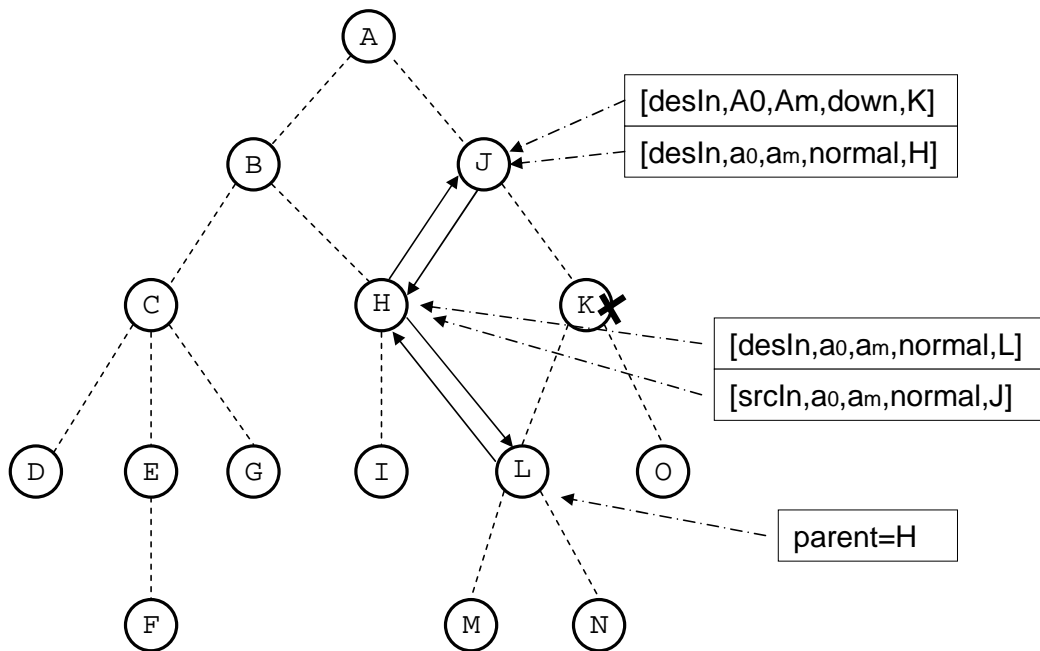 A
[desIn,A0,Am,down,K]
B
J
[desIn,a0,am,normal,H]
C
H
K
[desIn,a0,am,normal,L]
[srcIn,a0,am,normal,J]
D
E
G
I
L
O
parent=H
F
M
N